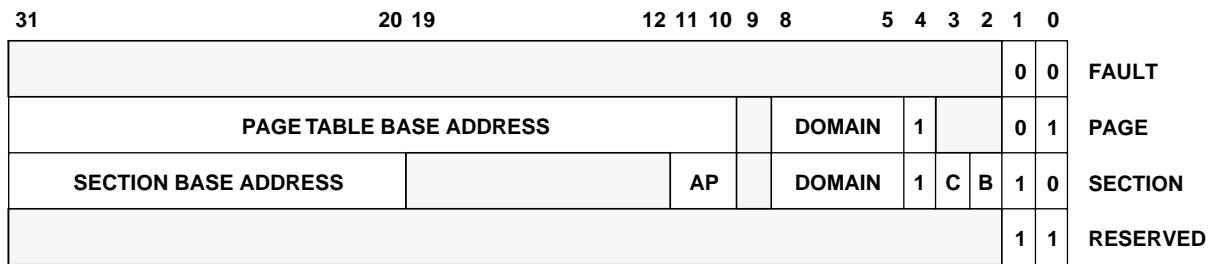 31 20 19 12 11 10 9 8 5 4 3 2 1 0
0 0 FAULT
PAGE TABLE BASE ADDRESS DOMAIN 1 0 1 PAGE
SECTION BASE ADDRESS AP DOMAIN 1 C B 1 0 SECTION
1 1 RESERVED